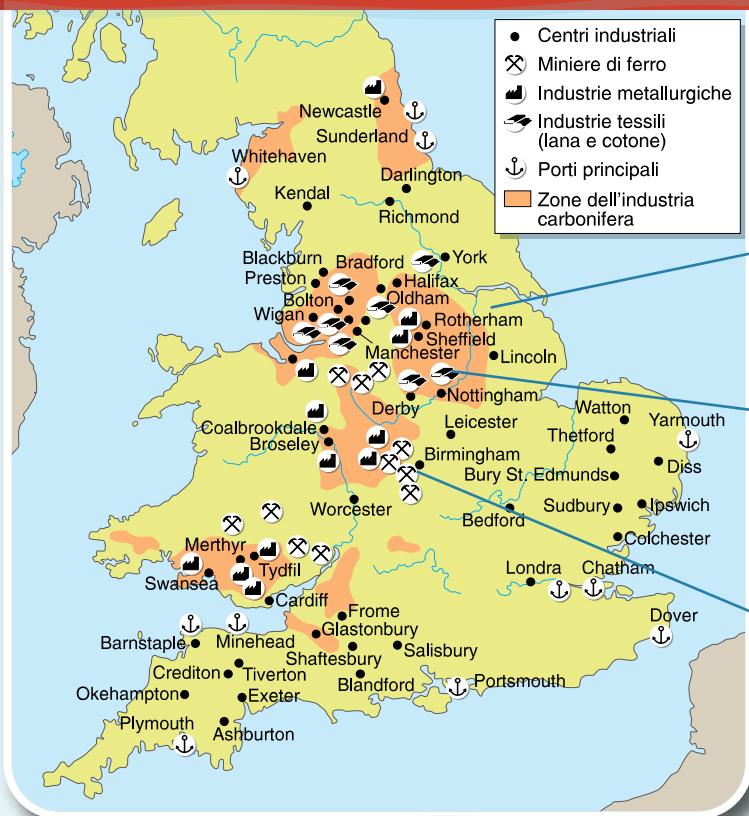 Centri industriali
Miniere di ferro
Industrie metallurgiche
Industrie tessili
(lana e cotone)
Porti principali
Zone dell'industria
carbonifera
Newcastle
Sunderland
Whitehaven
Darlington
Kendal
Richmond
Blackburn
Bradford
York
Preston
Halifax
Bolton
Oldham
Wigan
Rotherham
Sheffield
Manchester
Lincoln
Derby
Nottingham
Watton
Yarmouth
Coalbrookdale
Leicester
Thetford
Broseley
Birmingham
Diss
Bury St. Edmunds
Worcester
Bedford
Sudbury
Ipswich
Colchester
Merthyr
Tydfil
Londra
Chatham
Swansea
Cardiff
Frome
Dover
Barnstaple
Minehead
Glastonbury
Shaftesbury
Salisbury
Crediton
Tiverton
Blandford
Portsmouth
Okehampton
Exeter
Plymouth
Ashburton